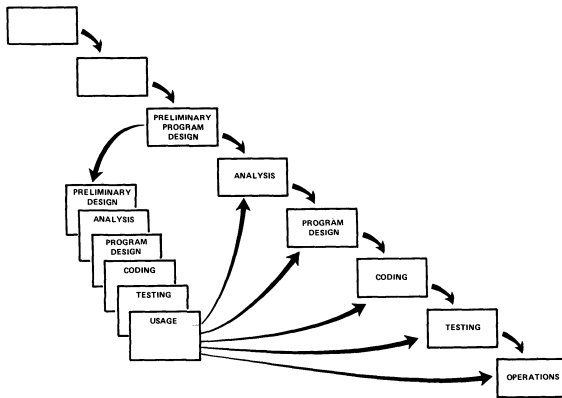 PRELIMINARY
PROGRAM
DESIGN
ANALYSIS
PROGRAM
DESIGN
CODING
TESTING
OPERATIONS
PRELIMINARY
DESIGN
ANALYSIS
PROGRAM
DESIGN
CODING
TESTING
USAGE